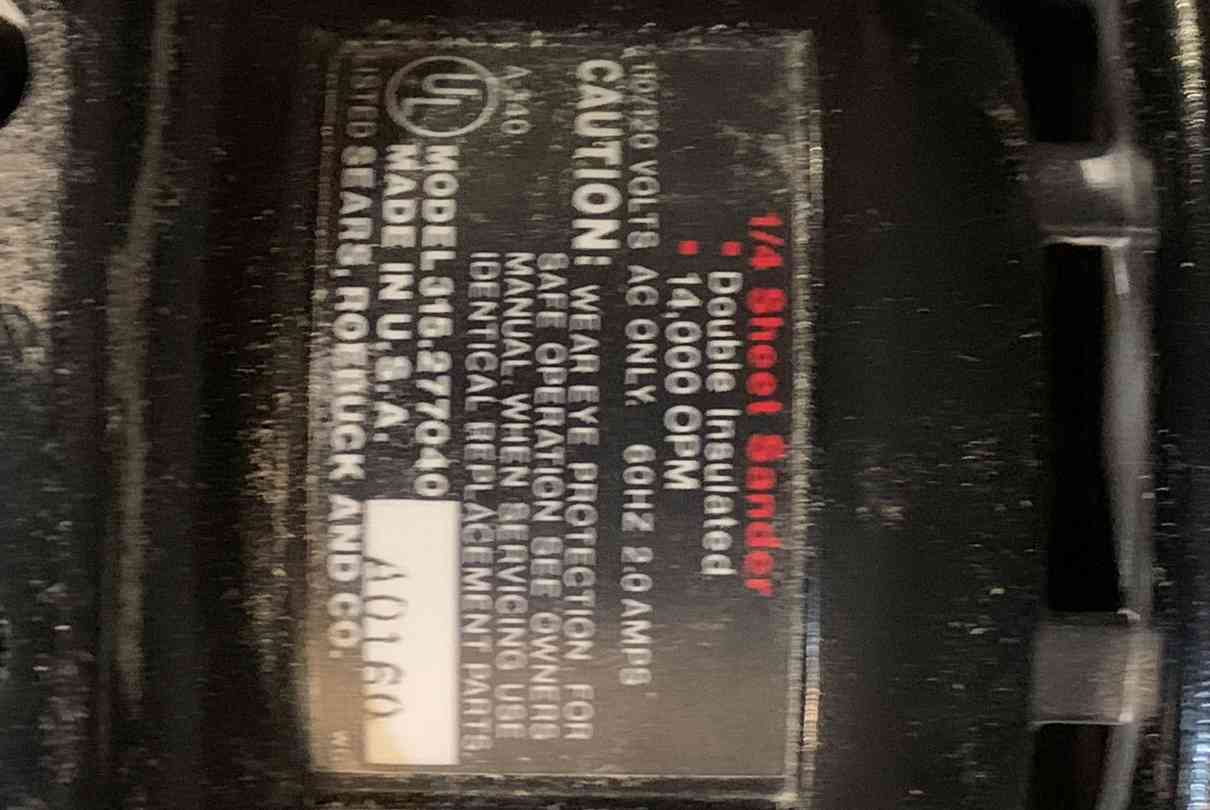 1/4 Sheet Sander
▪ Double Insulated
▪ 14,000 OPM
110/120 VOLTS AC ONLY. 60HZ 2.0 AMPS
CAUTION: WEAR EYE PROTECTION. FOR
SAFE OPERATION SEE OWNERS
MANUAL. WHEN SERVICING USE
IDENTICAL REPLACEMENT PARTS
UL
LISTED
MODEL 315.277040
MADE IN U.S.A.
SEARS, ROEBUCK AND CO.
A0160